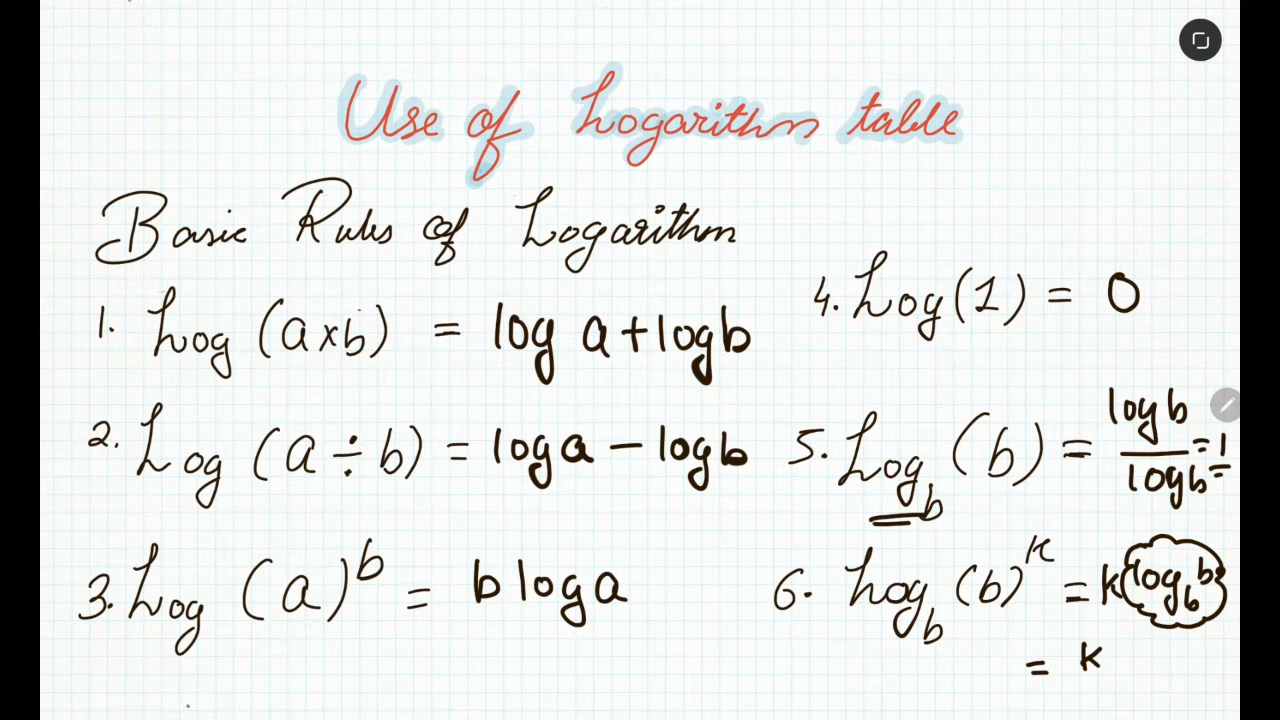 Use of Logarithm table
Basic Rules of Logarithm
1. Log (a×b) = log a + log b
2. Log (a ÷ b) = log a − log b
3. Log (a)^b = b log a
4. Log (1) = 0
5. Log_b (b) = log b / log b = 1 =
6. Log_b (b)^k = k (log_b b)
= k